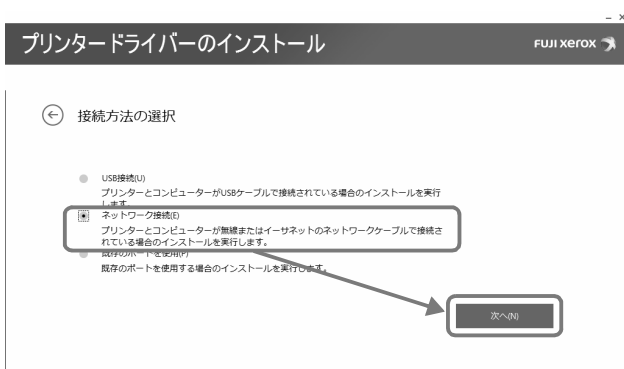 プリンタードライバーのインストール
FUJI Xerox
接続方法の選択
USB接続(U)
プリンターとコンピューターがUSBケーブルで接続されている場合のインストールを実行
します。
ネットワーク接続(E)
プリンターとコンピューターが無線またはイーサネットのネットワークケーブルで接続さ
れている場合のインストールを実行します。
既存のポートを使用(P)
既存のポートを使用する場合のインストールを実行します。
次へ(N)